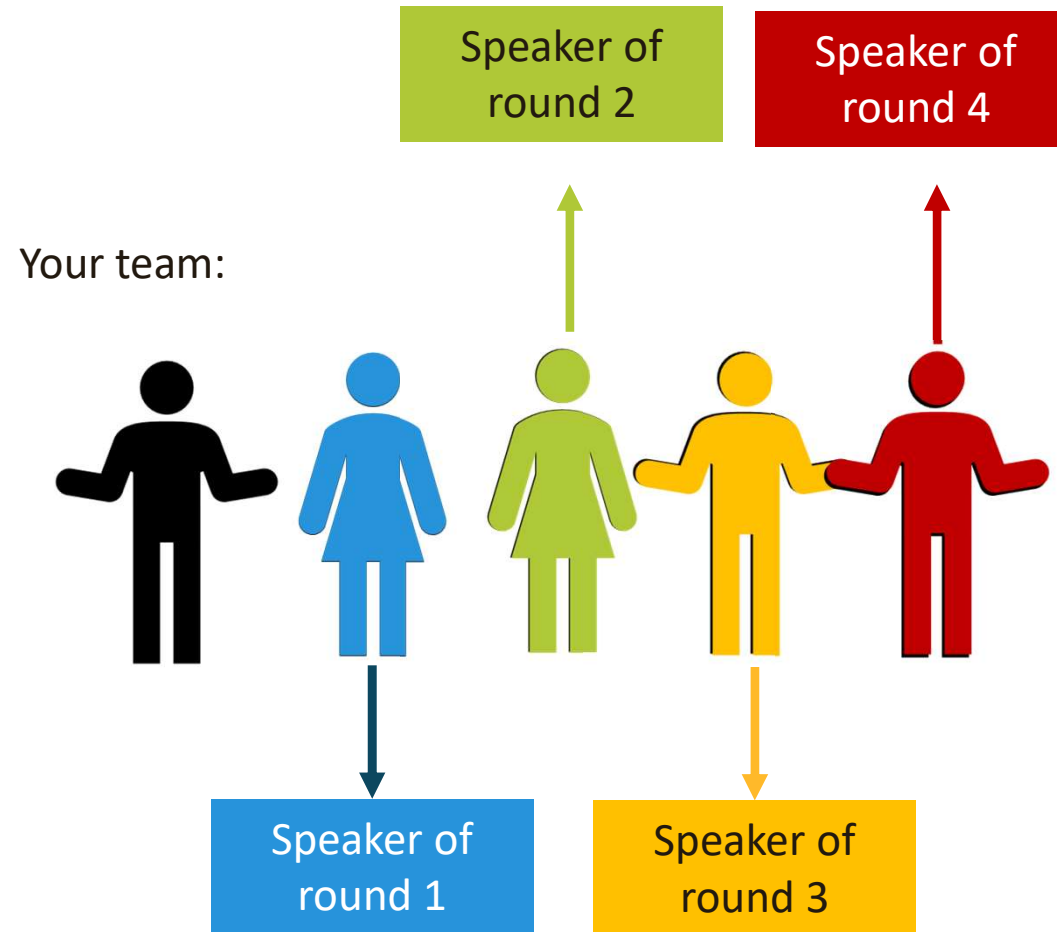 Speaker of
round 2
Speaker of
round 4
Your team:
Speaker of
round 1
Speaker of
round 3